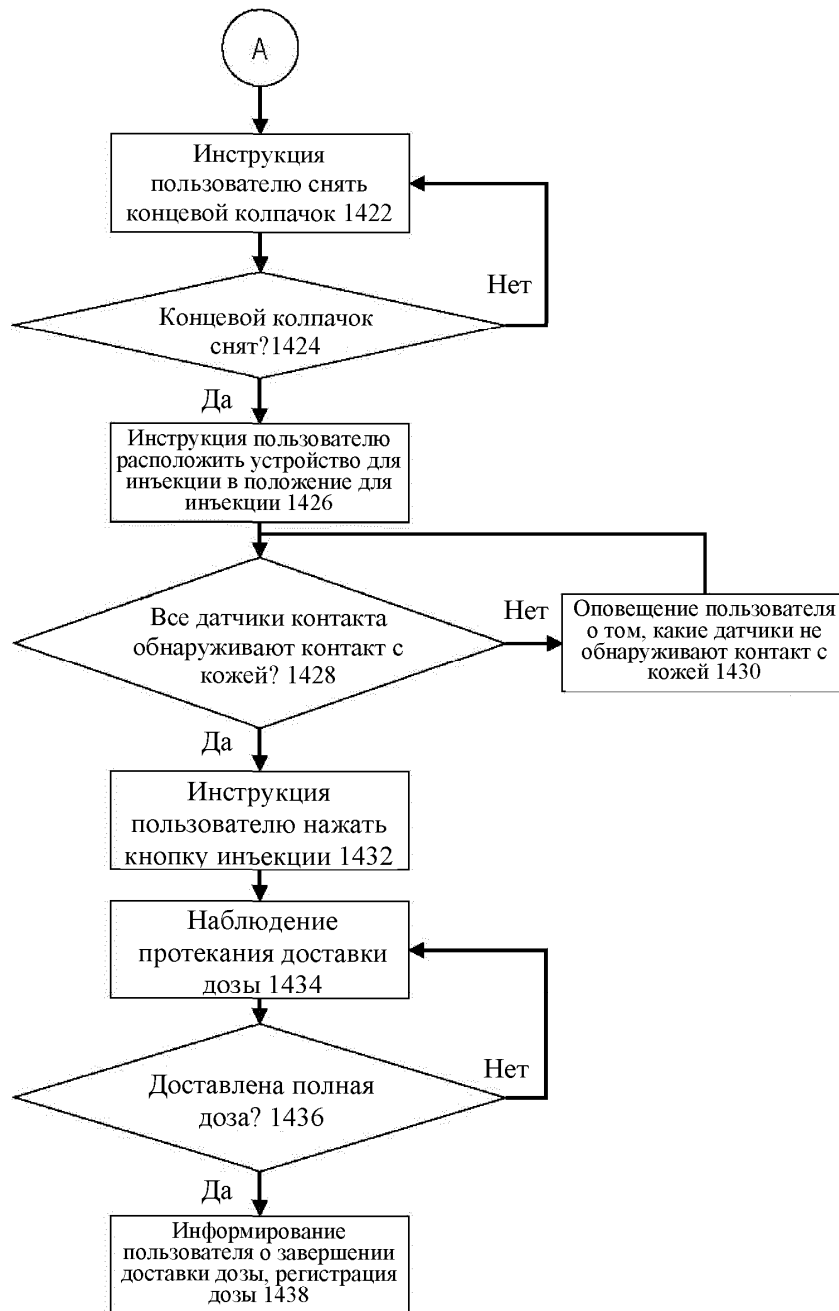 A
Инструкция
пользователю снять
концевой колпачок 1422
Нет
Концевой колпачок
снят?1424
Да
Инструкция пользователю
расположить устройство для
инъекции в положение для
инъекции 1426
Все датчики контакта
обнаруживают контакт с
кожей? 1428
Нет
Оповещение пользователя
о том, какие датчики не
обнаруживают контакт с
кожей 1430
Да
Инструкция
пользователю нажать
кнопку инъекции 1432
Наблюдение
протекания доставки
дозы 1434
Нет
Доставлена полная
доза? 1436
Да
Информирование
пользователя о завершении
доставки дозы, регистрация
дозы 1438